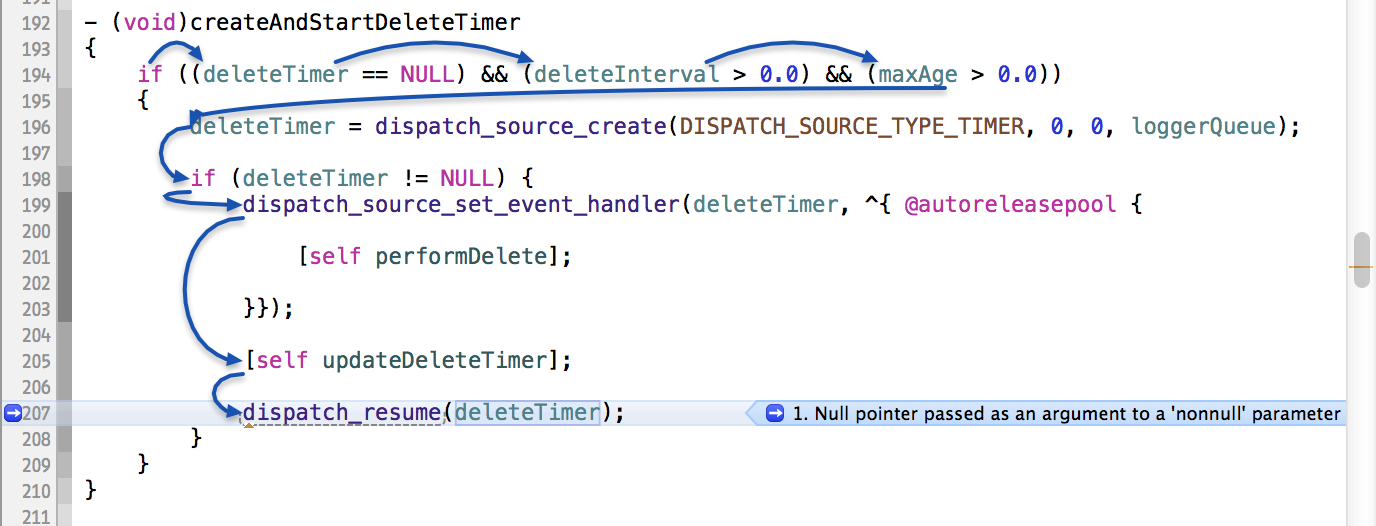 192 - (void)createAndStartDeleteTimer
193 {
194 if ((deleteTimer == NULL) && (deleteInterval > 0.0) && (maxAge > 0.0))
195 {
196 deleteTimer = dispatch_source_create(DISPATCH_SOURCE_TYPE_TIMER, 0, 0, loggerQueue);
197
198 if (deleteTimer != NULL) {
199 dispatch_source_set_event_handler(deleteTimer, ^{ @autoreleasepool {
200
201 [self performDelete];
202
203 }});
204
205 [self updateDeleteTimer];
206
207 dispatch_resume(deleteTimer); 1. Null pointer passed as an argument to a 'nonnull' parameter
208 }
209 }
210 }
211